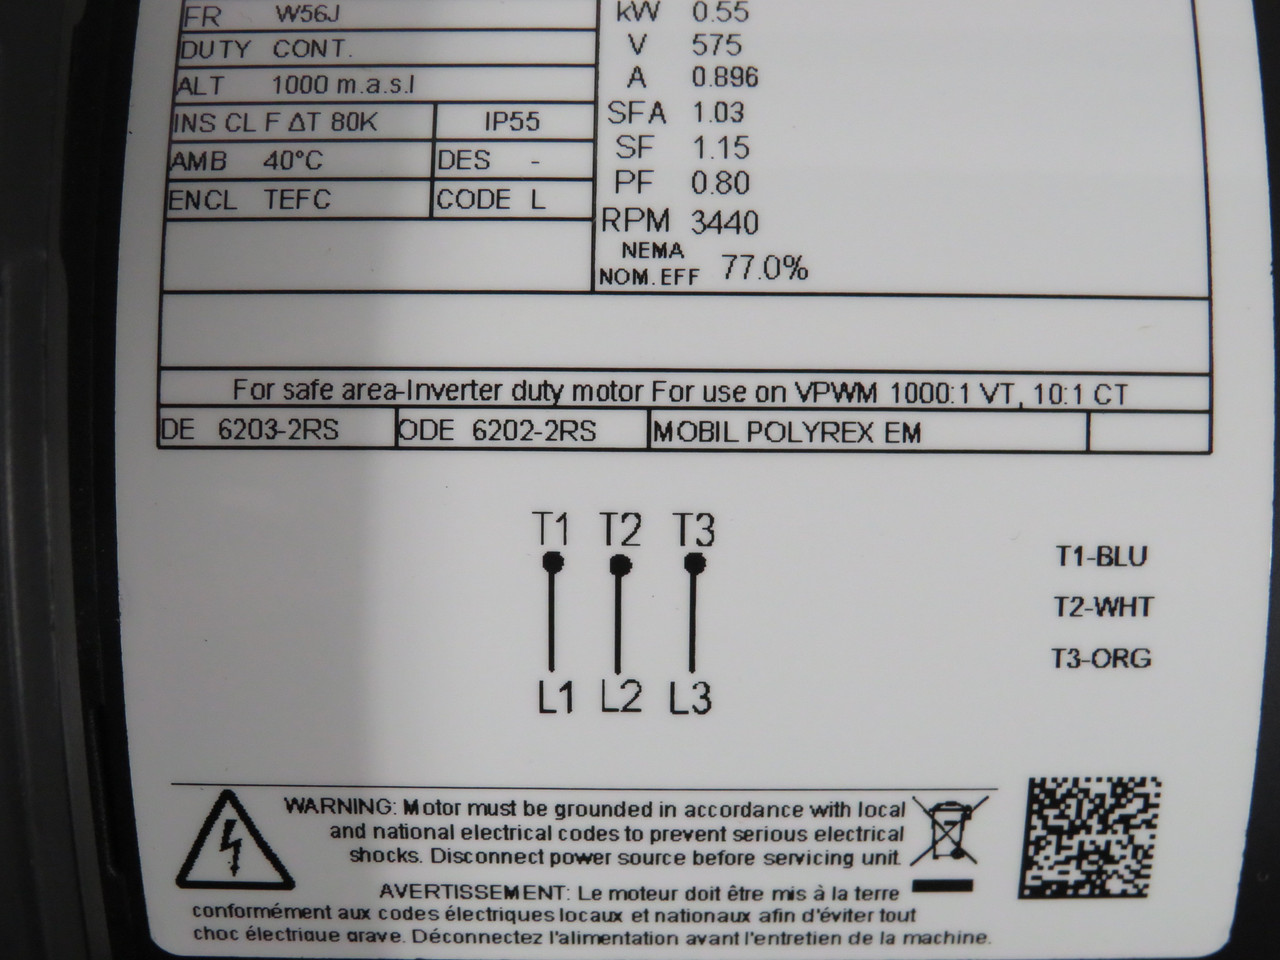 FR W56J
DUTY CONT.
ALT 1000 m.a.s.l
INS CL F ΔT 80K IP55
AMB 40°C DES -
ENCL TEFC CODE L
kW 0.55
V 575
A 0.896
SFA 1.03
SF 1.15
PF 0.80
RPM 3440
NEMA
NOM. EFF 77.0%
For safe area-Inverter duty motor For use on VPWM 1000:1 VT, 10:1 CT
DE 6203-2RS ODE 6202-2RS MOBIL POLYREX EM
T1 T2 T3
L1 L2 L3
T1-BLU
T2-WHT
T3-ORG
WARNING: Motor must be grounded in accordance with local
and national electrical codes to prevent serious electrical
shocks. Disconnect power source before servicing unit.
AVERTISSEMENT: Le moteur doit être mis à la terre
conformément aux codes électriques locaux et nationaux afin d'éviter tout
choc électrique grave. Déconnectez l'alimentation avant l'entretien de la machine.